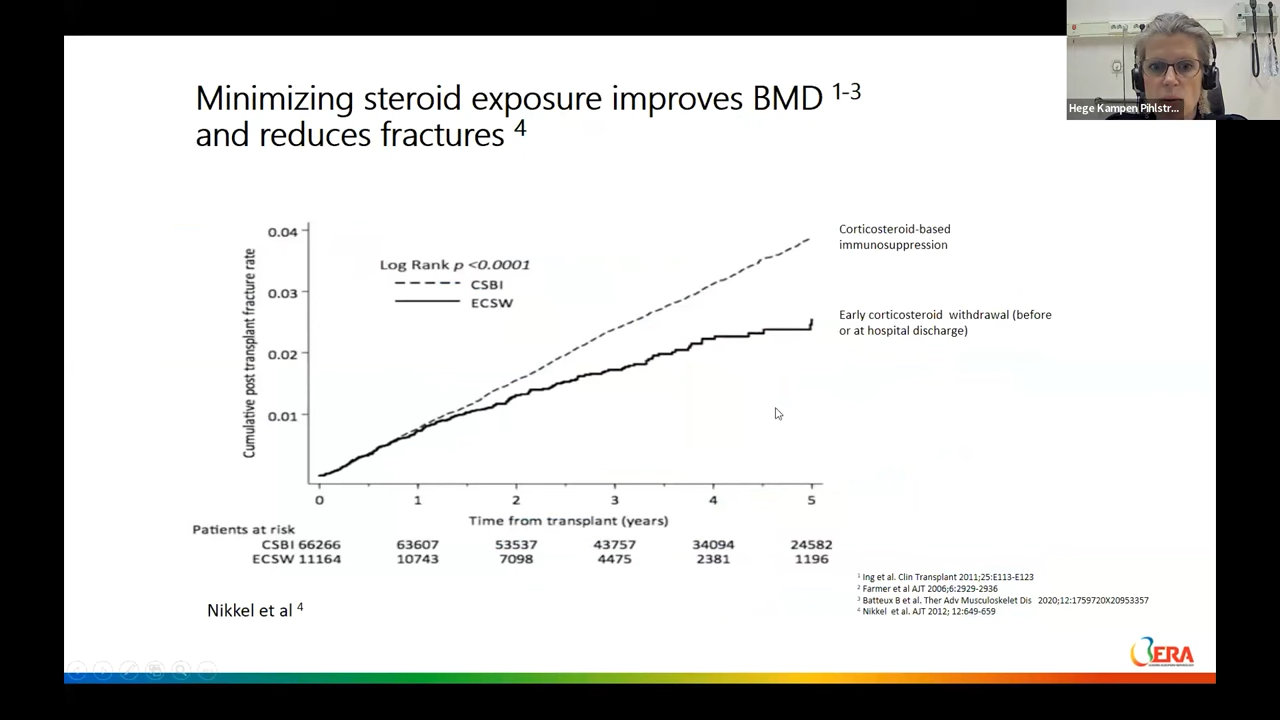 Hege Kampen Pihlstr...
Minimizing steroid exposure improves BMD 1-3
and reduces fractures 4
Cumulative post transplant fracture rate
0.04
0.03
0.02
0.01
Log Rank p <0.0001
CSBI
ECSW
Corticosteroid-based
immunosuppression
Early corticosteroid withdrawal (before
or at hospital discharge)
0 1 2 3 4 5
Time from transplant (years)
Patients at risk
CSBI 66266 63607 53537 43757 34094 24582
ECSW 11164 10743 7098 4475 2381 1196
Nikkel et al 4
1 Ing et al. Clin Transplant 2011;25:E113-E123
2 Farmer et al AJT 2006;6:2929-2936
3 Batteux B et al. Ther Adv Musculoskelet Dis 2020;12:1759720X20953357
4 Nikkel et al. AJT 2012; 12:649-659
ERA